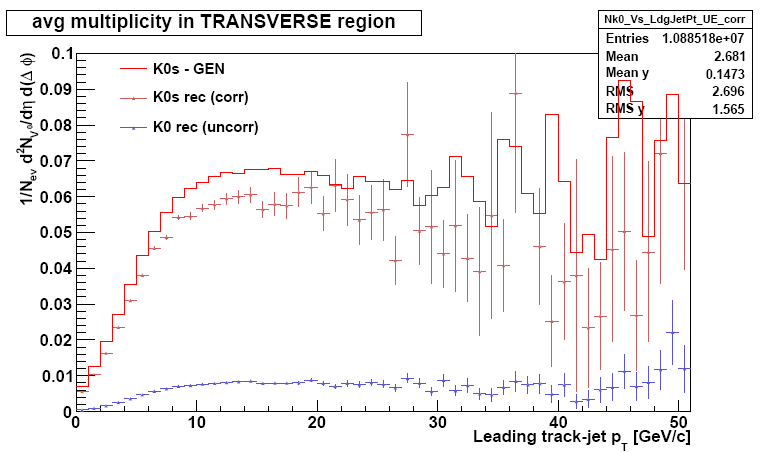 avg multiplicity in TRANSVERSE region
Nk0_Vs_LdgJetPt_UE_corr
Entries 1.088518e+07
Mean 2.681
Mean y 0.1473
RMS 2.696
RMS y 1.565
K0s - GEN
K0s rec (corr)
K0 rec (uncorr)
1/N_ev d²N_V⁰/dη d(Δ ϕ)
0.1
0.09
0.08
0.07
0.06
0.05
0.04
0.03
0.02
0.01
0
0 10 20 30 40 50
Leading track-jet p_T [GeV/c]